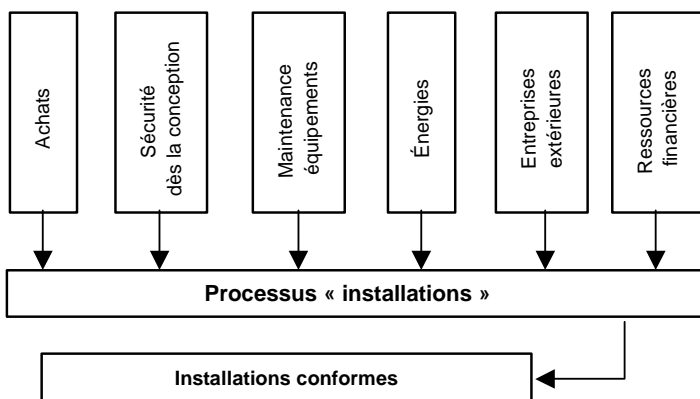 Achats
Sécurité
dès la conception
Maintenance
équipements
Énergies
Entreprises
extérieures
Ressources
financières
Processus « installations »
Installations conformes